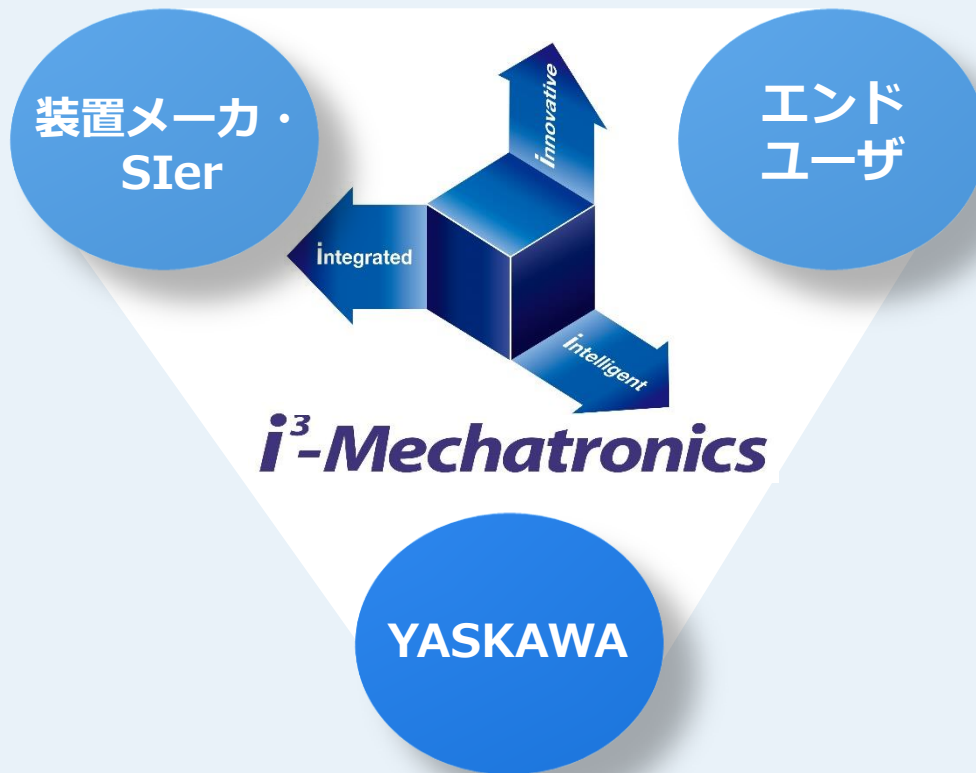 装置メーカ・
SIer
エンド
ユーザ
innovative
integrated
intelligent
i³-Mechatronics
YASKAWA